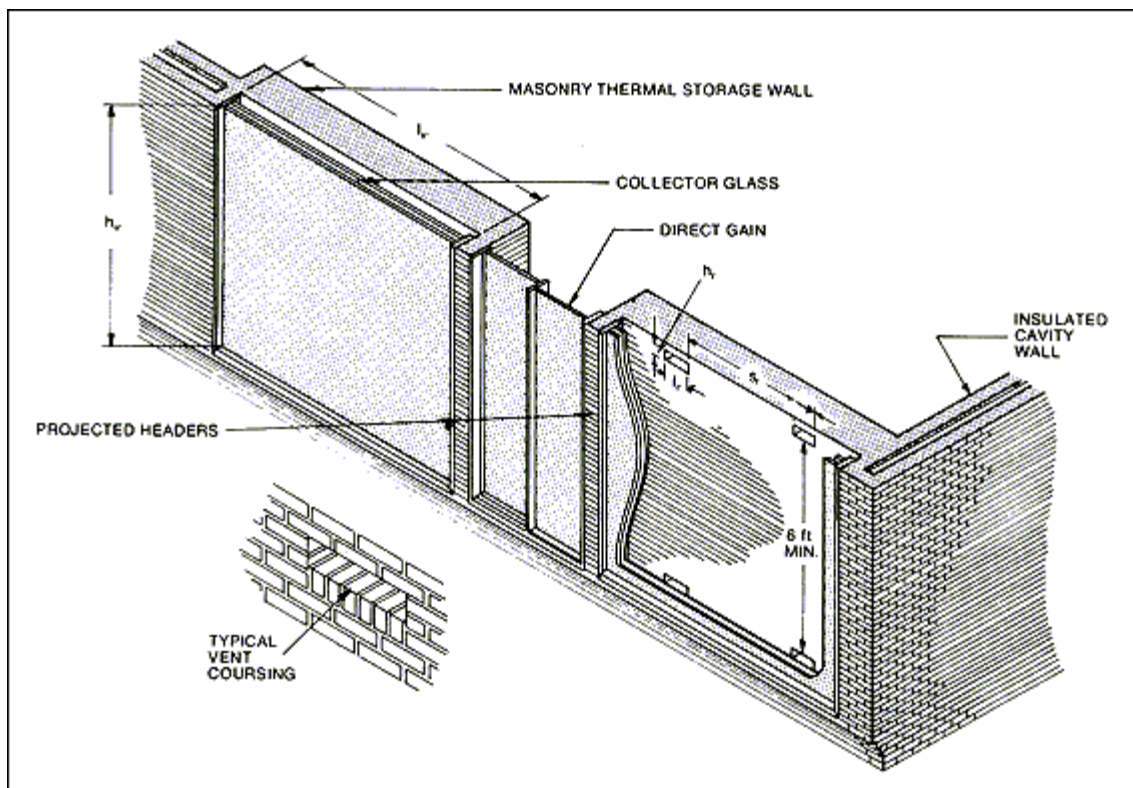 MASONRY THERMAL STORAGE WALL
COLLECTOR GLASS
DIRECT GAIN
INSULATED
CAVITY
WALL
PROJECTED HEADERS
6 ft
MIN.
TYPICAL
VENT
COURSING